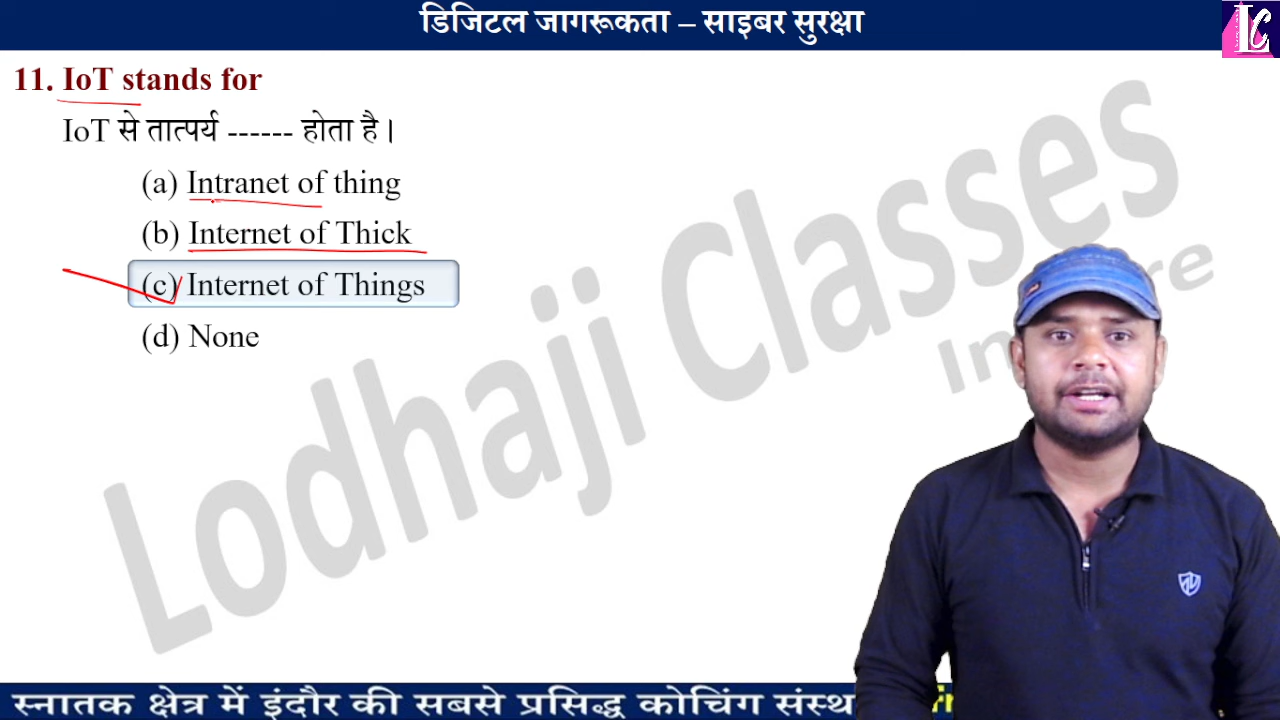 डिजिटल जागरूकता – साइबर सुरक्षा
LC
11. IoT stands for
IoT से तात्पर्य ------ होता है।
(a) Intranet of thing
(b) Internet of Thick
(c) Internet of Things
(d) None
Lodhaji Classes
स्नातक क्षेत्र में इंदौर की सबसे प्रसिद्ध कोचिंग